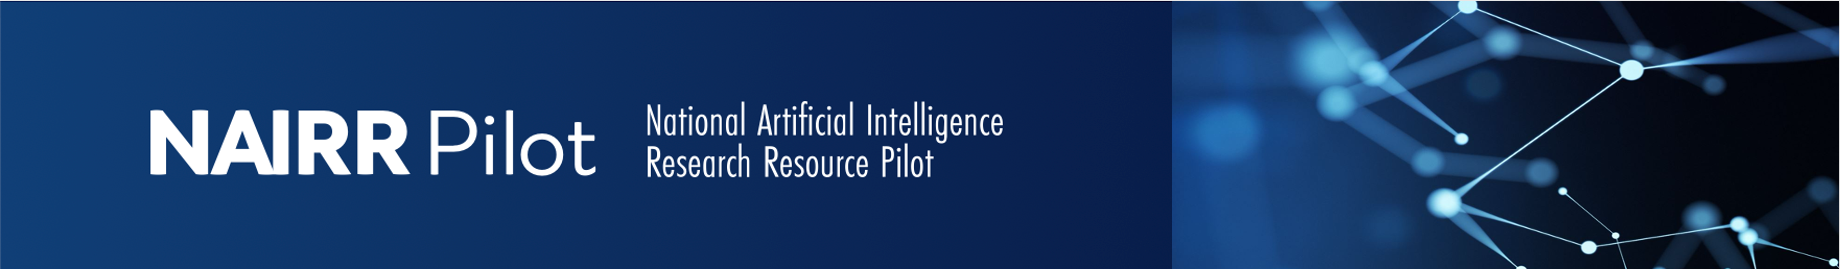 NAIRR Pilot
National Artificial Intelligence
Research Resource Pilot